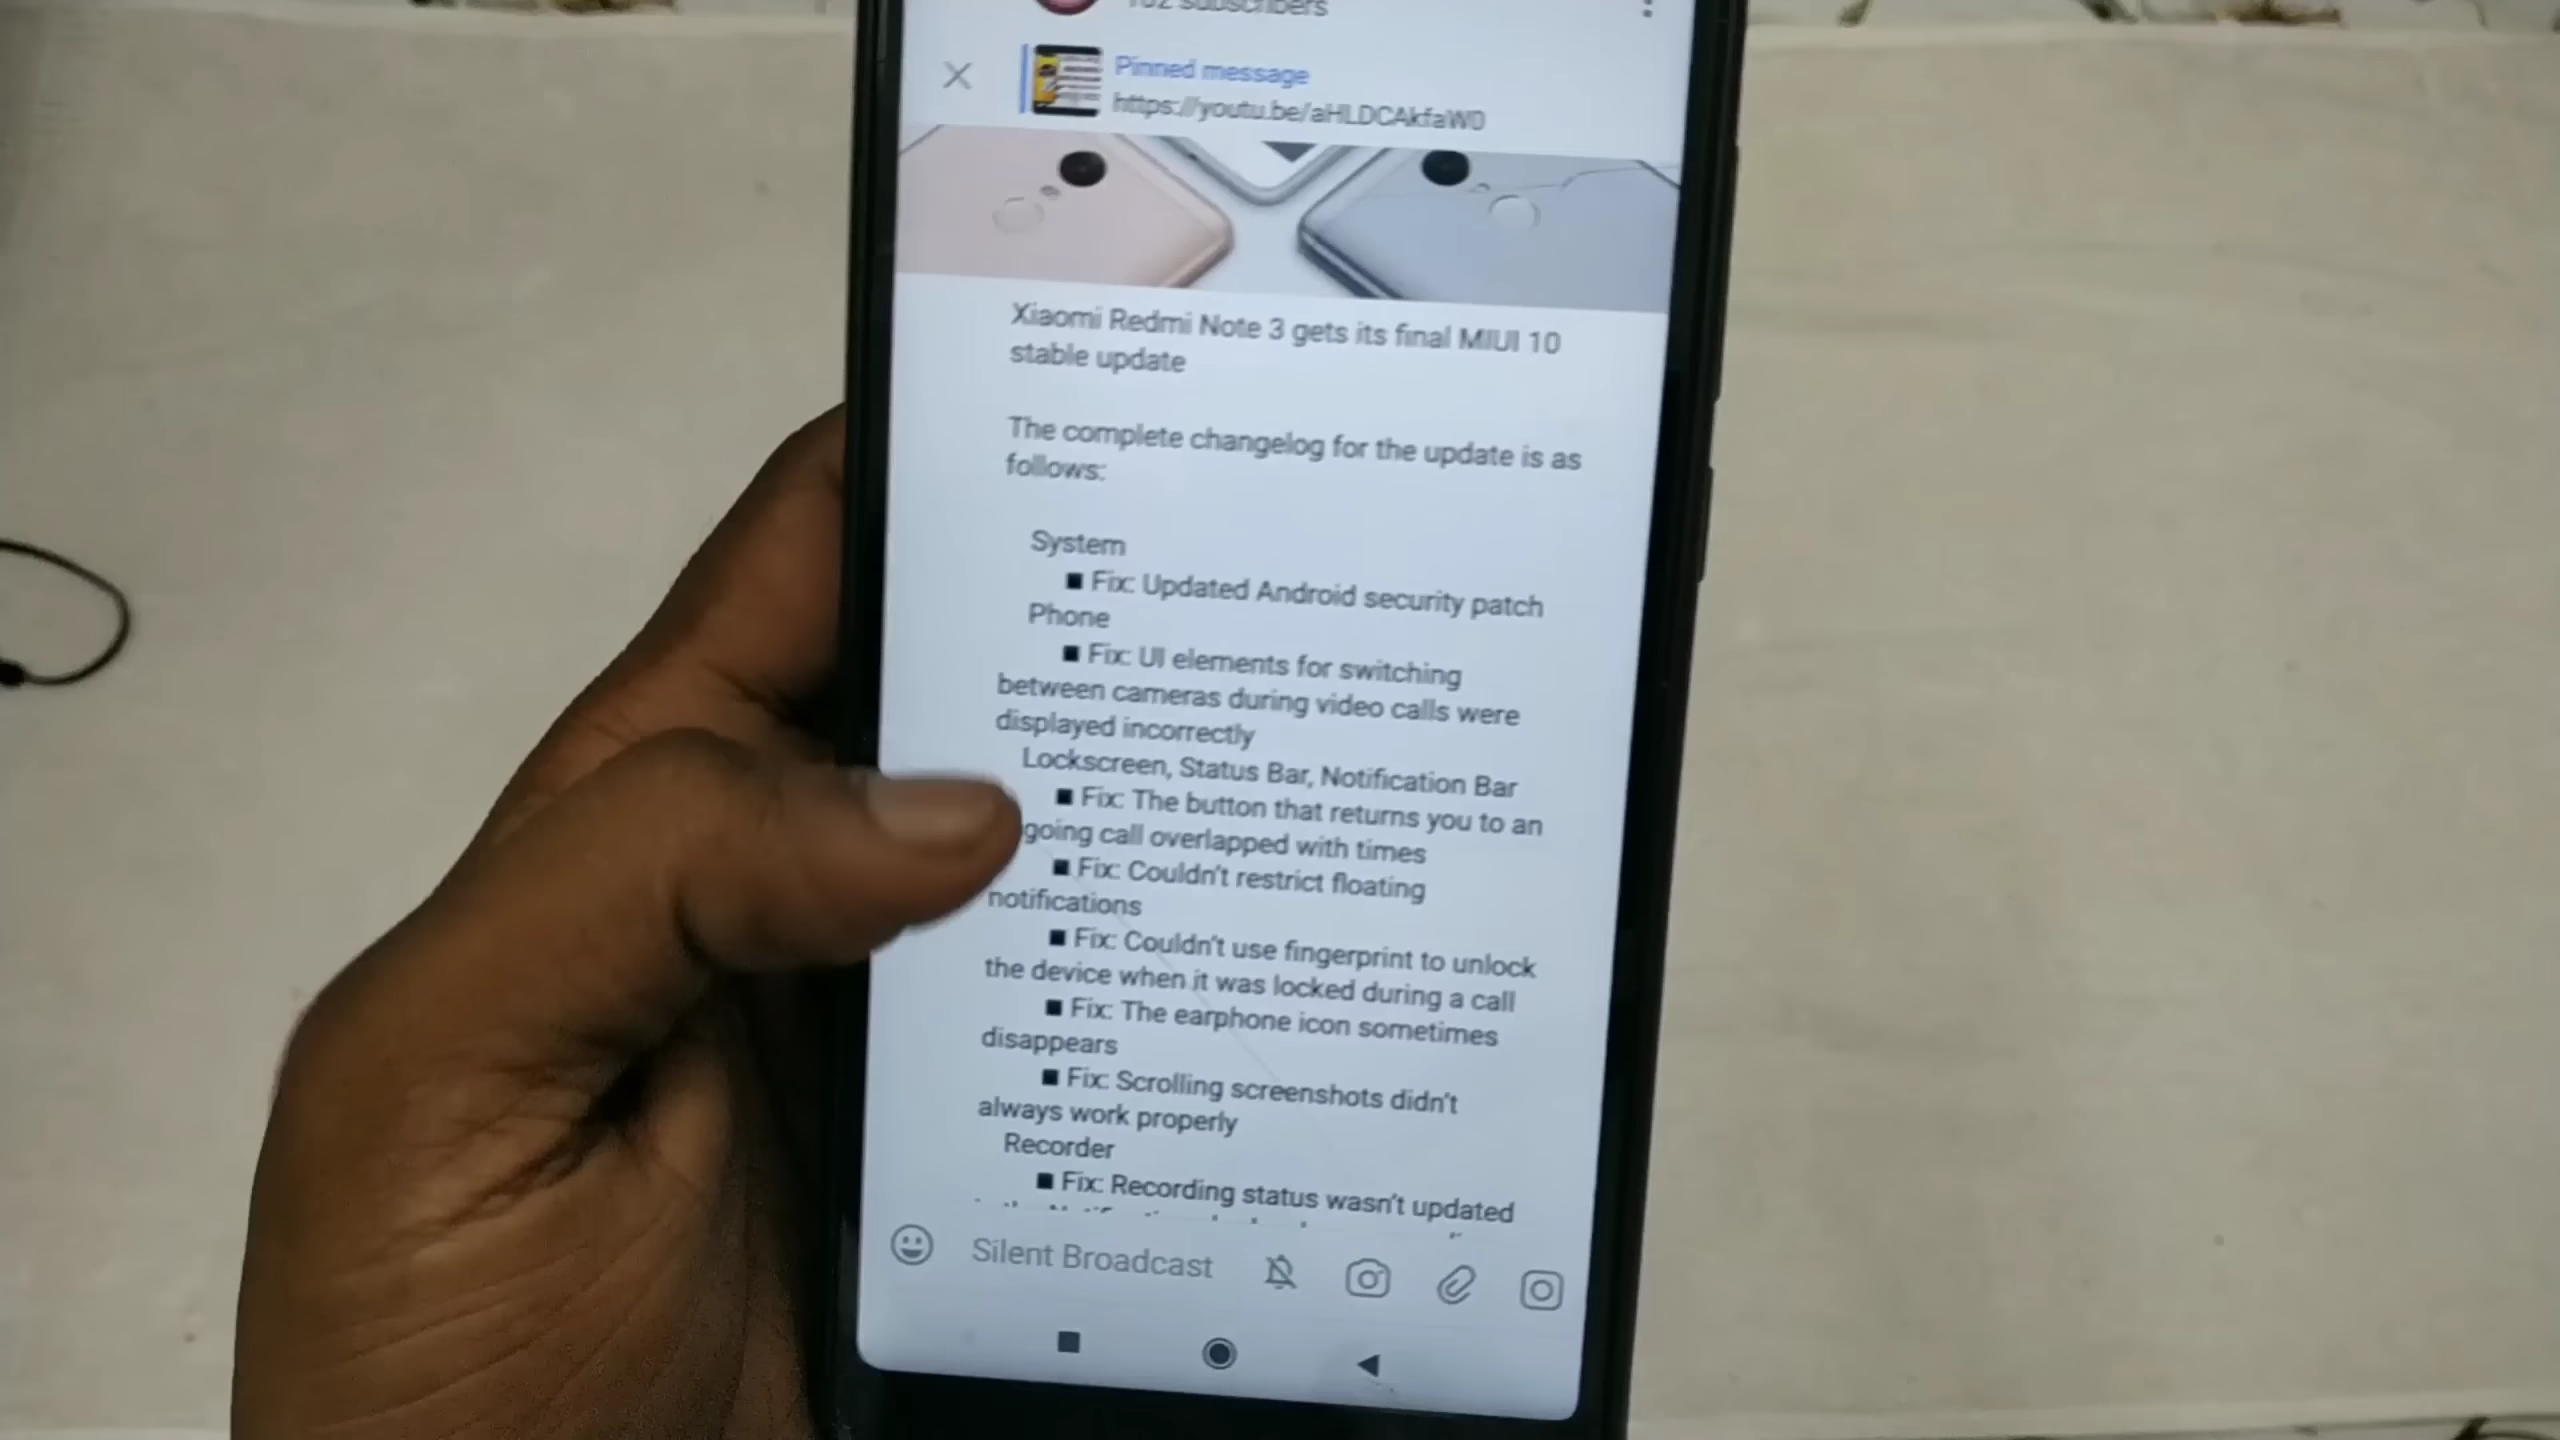 subscribers
Pinned message
https://youtu.be/aHLDCAkfaW0
Xiaomi Redmi Note 3 gets its final MIUI 10
stable update
The complete changelog for the update is as
follows:
System
■ Fix: Updated Android security patch
Phone
■ Fix: UI elements for switching
between cameras during video calls were
displayed incorrectly
Lockscreen, Status Bar, Notification Bar
■ Fix: The button that returns you to an
going call overlapped with times
■ Fix: Couldn't restrict floating
notifications
■ Fix: Couldn't use fingerprint to unlock
the device when it was locked during a call
■ Fix: The earphone icon sometimes
disappears
■ Fix: Scrolling screenshots didn't
always work properly
Recorder
■ Fix: Recording status wasn't updated
Silent Broadcast